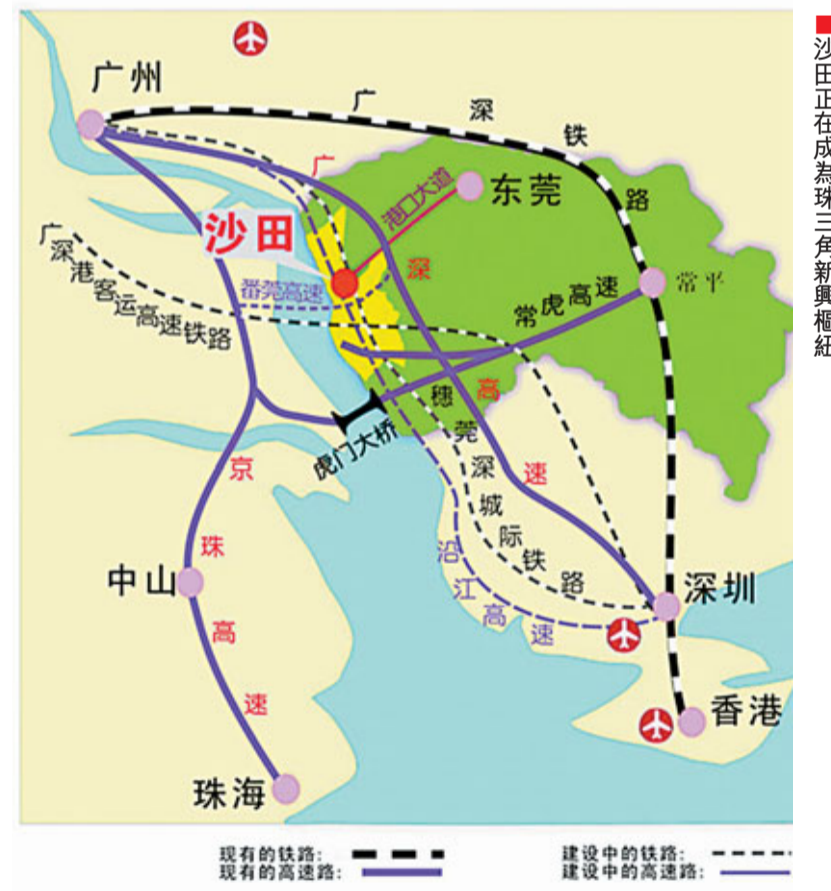 广州
广深铁路
东莞
港口大道
沙田
广深高速
常平
常虎高速
番莞高速
广深港客运高速铁路
虎门大桥
穗莞深城际铁路
沿江高速
京珠高速
中山
深圳
香港
珠海
现有的铁路:
现有的高速路:
建设中的铁路:
建设中的高速路:
■沙田正在成為珠三角新興樞紐